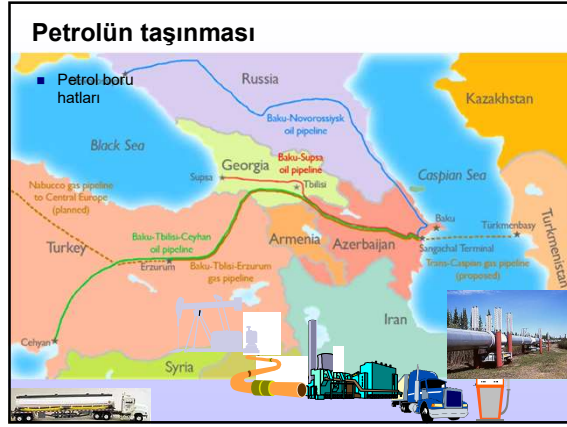 Petrolün taşınması
Petrol boru
hatları
Russia
Kazakhstan
Baku-Novorossiysk
oil pipeline
Black Sea
Georgia
Baku-Supsa
oil pipeline
Supsa
Tbilisi
Caspian Sea
Nabucco gas pipeline
to Central Europe
(planned)
Baku
Türkmenbasy
Turkmenistan
Turkey
Baku-Tbilisi-Ceyhan
oil pipeline
Armenia
Azerbaijan
Sangachal Terminal
Erzurum
Baku-Tblisi-Erzurum
gas pipeline
Trans-Caspian gas pipeline
(proposed)
Iran
Cehyan
Syria